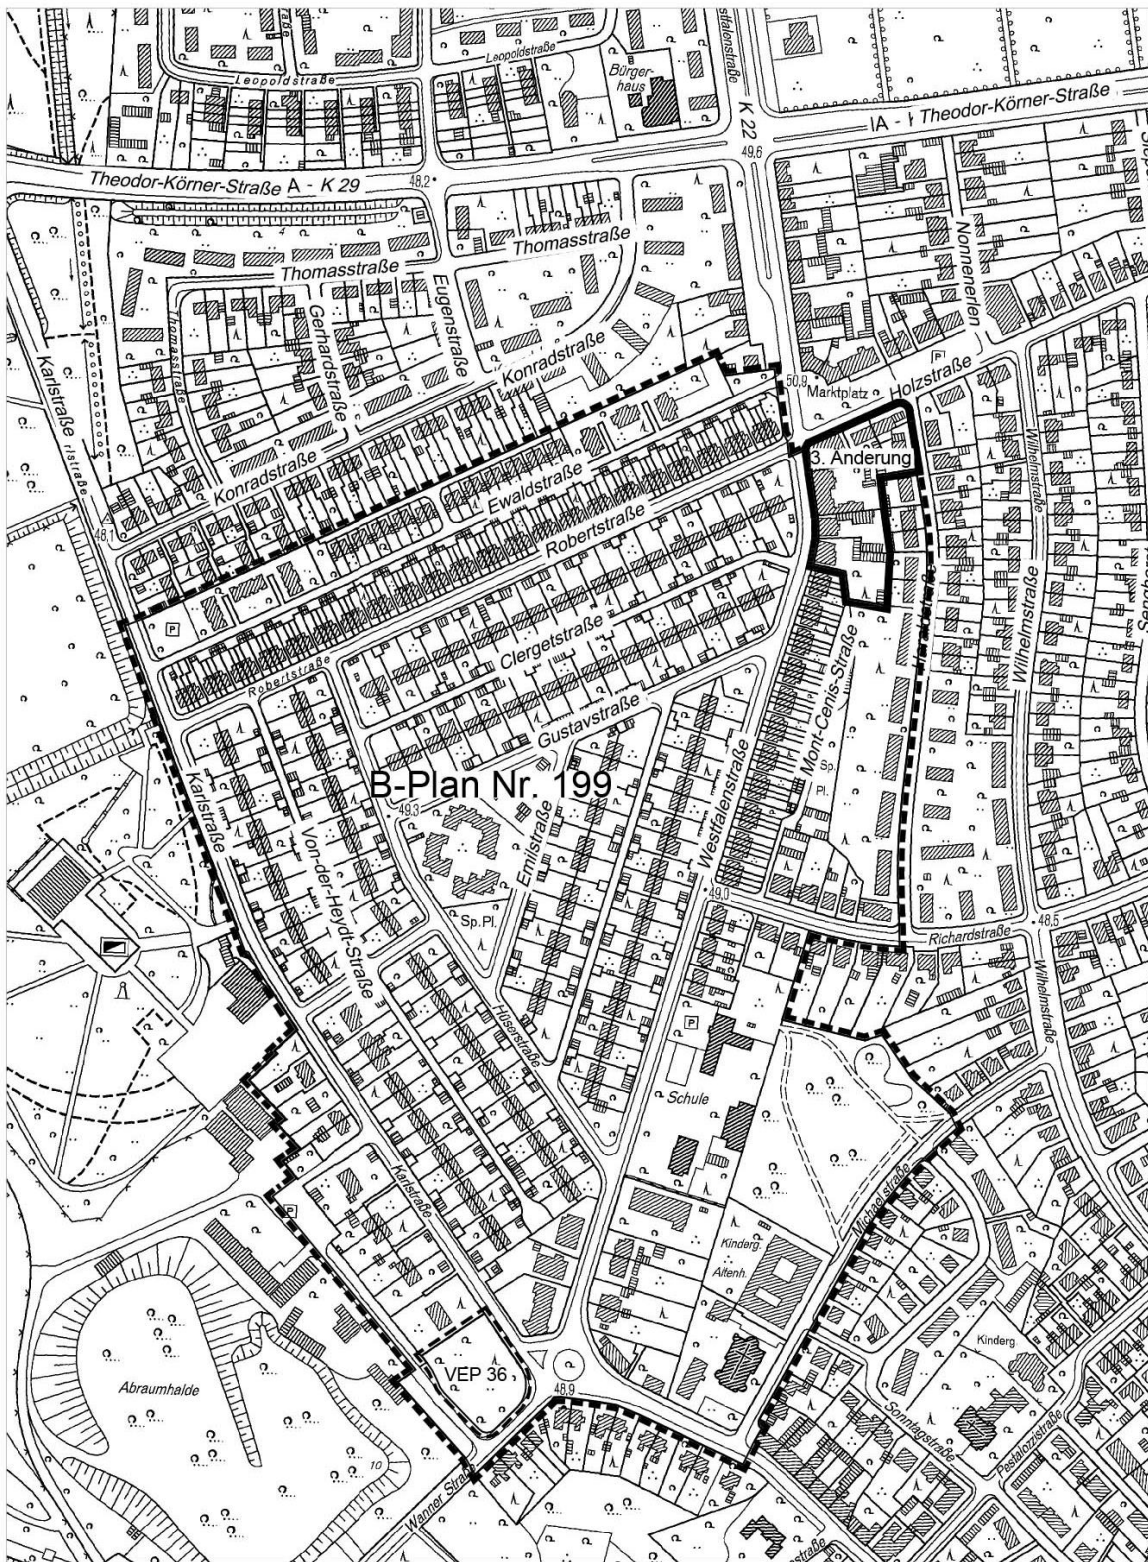 Leopoldstraße
Leopoldstraße
Bürger-
haus
K 22
Theodor-Körner-Straße
49,6
Theodor-Körner-Straße A - K 29
48,2
4
Thomasstraße
Thomasstraße
Nonnenerlen
Eugenstraße
Gerhardstraße
Thomasstraße
Karlstraße
Konradstraße
Konradstraße
50,9
Marktplatz
Holzstraße
P
3. Änderung
Wilhelmstraße
48,1
Ewaldstraße
Robertstraße
P
Robertstraße
Clergetstraße
Gustavstraße
Mont-Cenis-Straße
Wilhelmstraße
Sp.
Pl.
B-Plan Nr. 199
49,3
Karlstraße
Von-der-Heydt-Straße
Emilstraße
Westfalenstraße
Sp.Pl.
49,0
Richardstraße
48,5
Wilhelmstraße
Hüserstraße
P
Schule
Michaelstraße
Karlstraße
P
Kinderg.
Altenh.
Kinderg.
VEP 36
48,9
Abraumhalde
10
Sonntagstraße
Pestalozzistraße
Wanner Straße